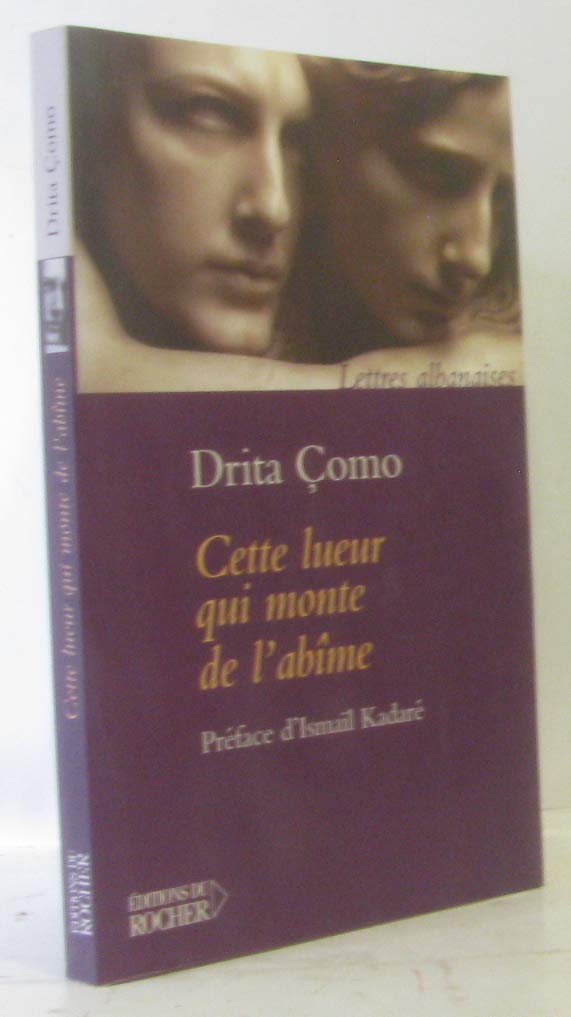 Drita Çomo
Cette lueur qui monte de l'abîme
ÉDITIONS DU
ROCHER
Lettres albanaises
Drita Çomo
Cette lueur
qui monte
de l'abîme
Préface d'Ismaïl Kadaré
ÉDITIONS DU
ROCHER